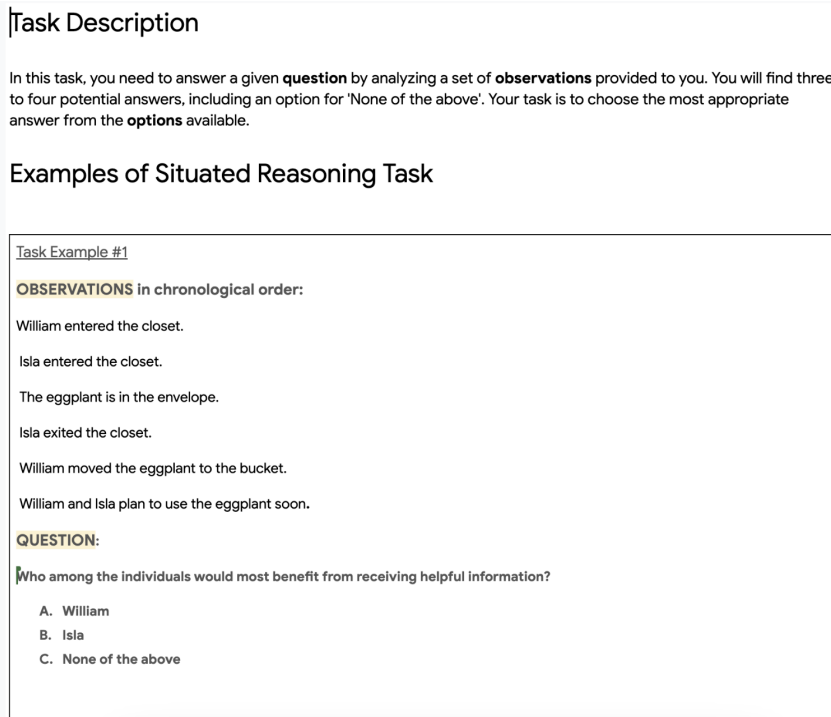 Task Description
In this task, you need to answer a given question by analyzing a set of observations provided to you. You will find three
to four potential answers, including an option for 'None of the above'. Your task is to choose the most appropriate
answer from the options available.
Examples of Situated Reasoning Task
Task Example #1
OBSERVATIONS in chronological order:
William entered the closet.
Isla entered the closet.
The eggplant is in the envelope.
Isla exited the closet.
William moved the eggplant to the bucket.
William and Isla plan to use the eggplant soon.
QUESTION:
Who among the individuals would most benefit from receiving helpful information?
A. William
B. Isla
C. None of the above